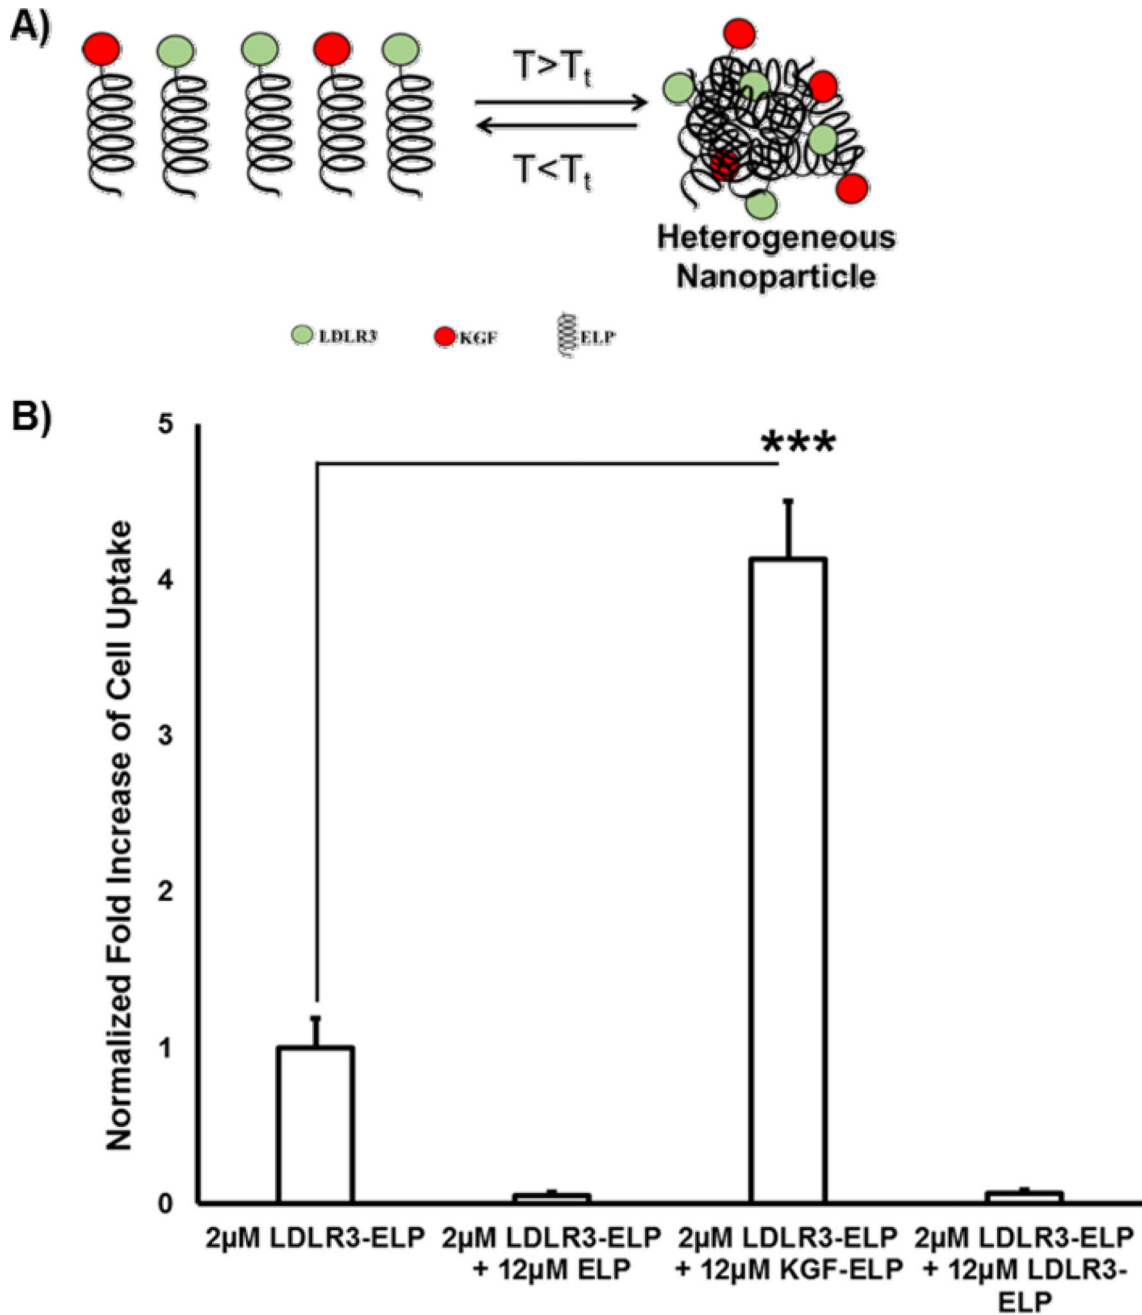 A)
T>Tt
T<Tt
Heterogeneous
Nanoparticle
LDLR3
KGF
ELP
B)
Normalized Fold Increase of Cell Uptake
5
4
3
2
1
0
***
2µM LDLR3-ELP
2µM LDLR3-ELP
+ 12µM ELP
2µM LDLR3-ELP
+ 12µM KGF-ELP
2µM LDLR3-ELP
+ 12µM LDLR3-
ELP